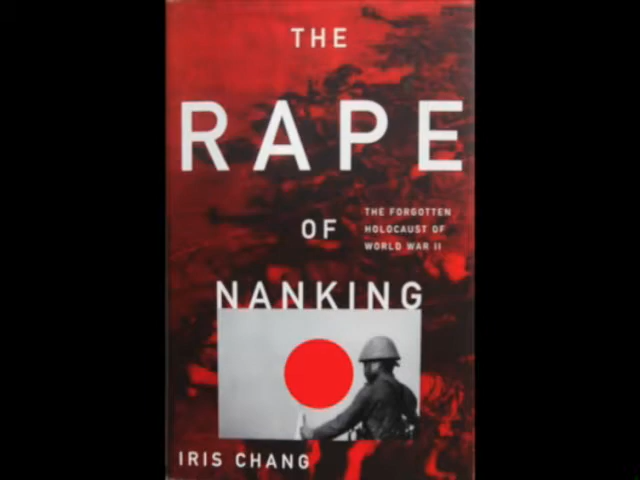 THE
RAPE
OF
THE FORGOTTEN
HOLOCAUST OF
WORLD WAR II
NANKING
IRIS CHANG